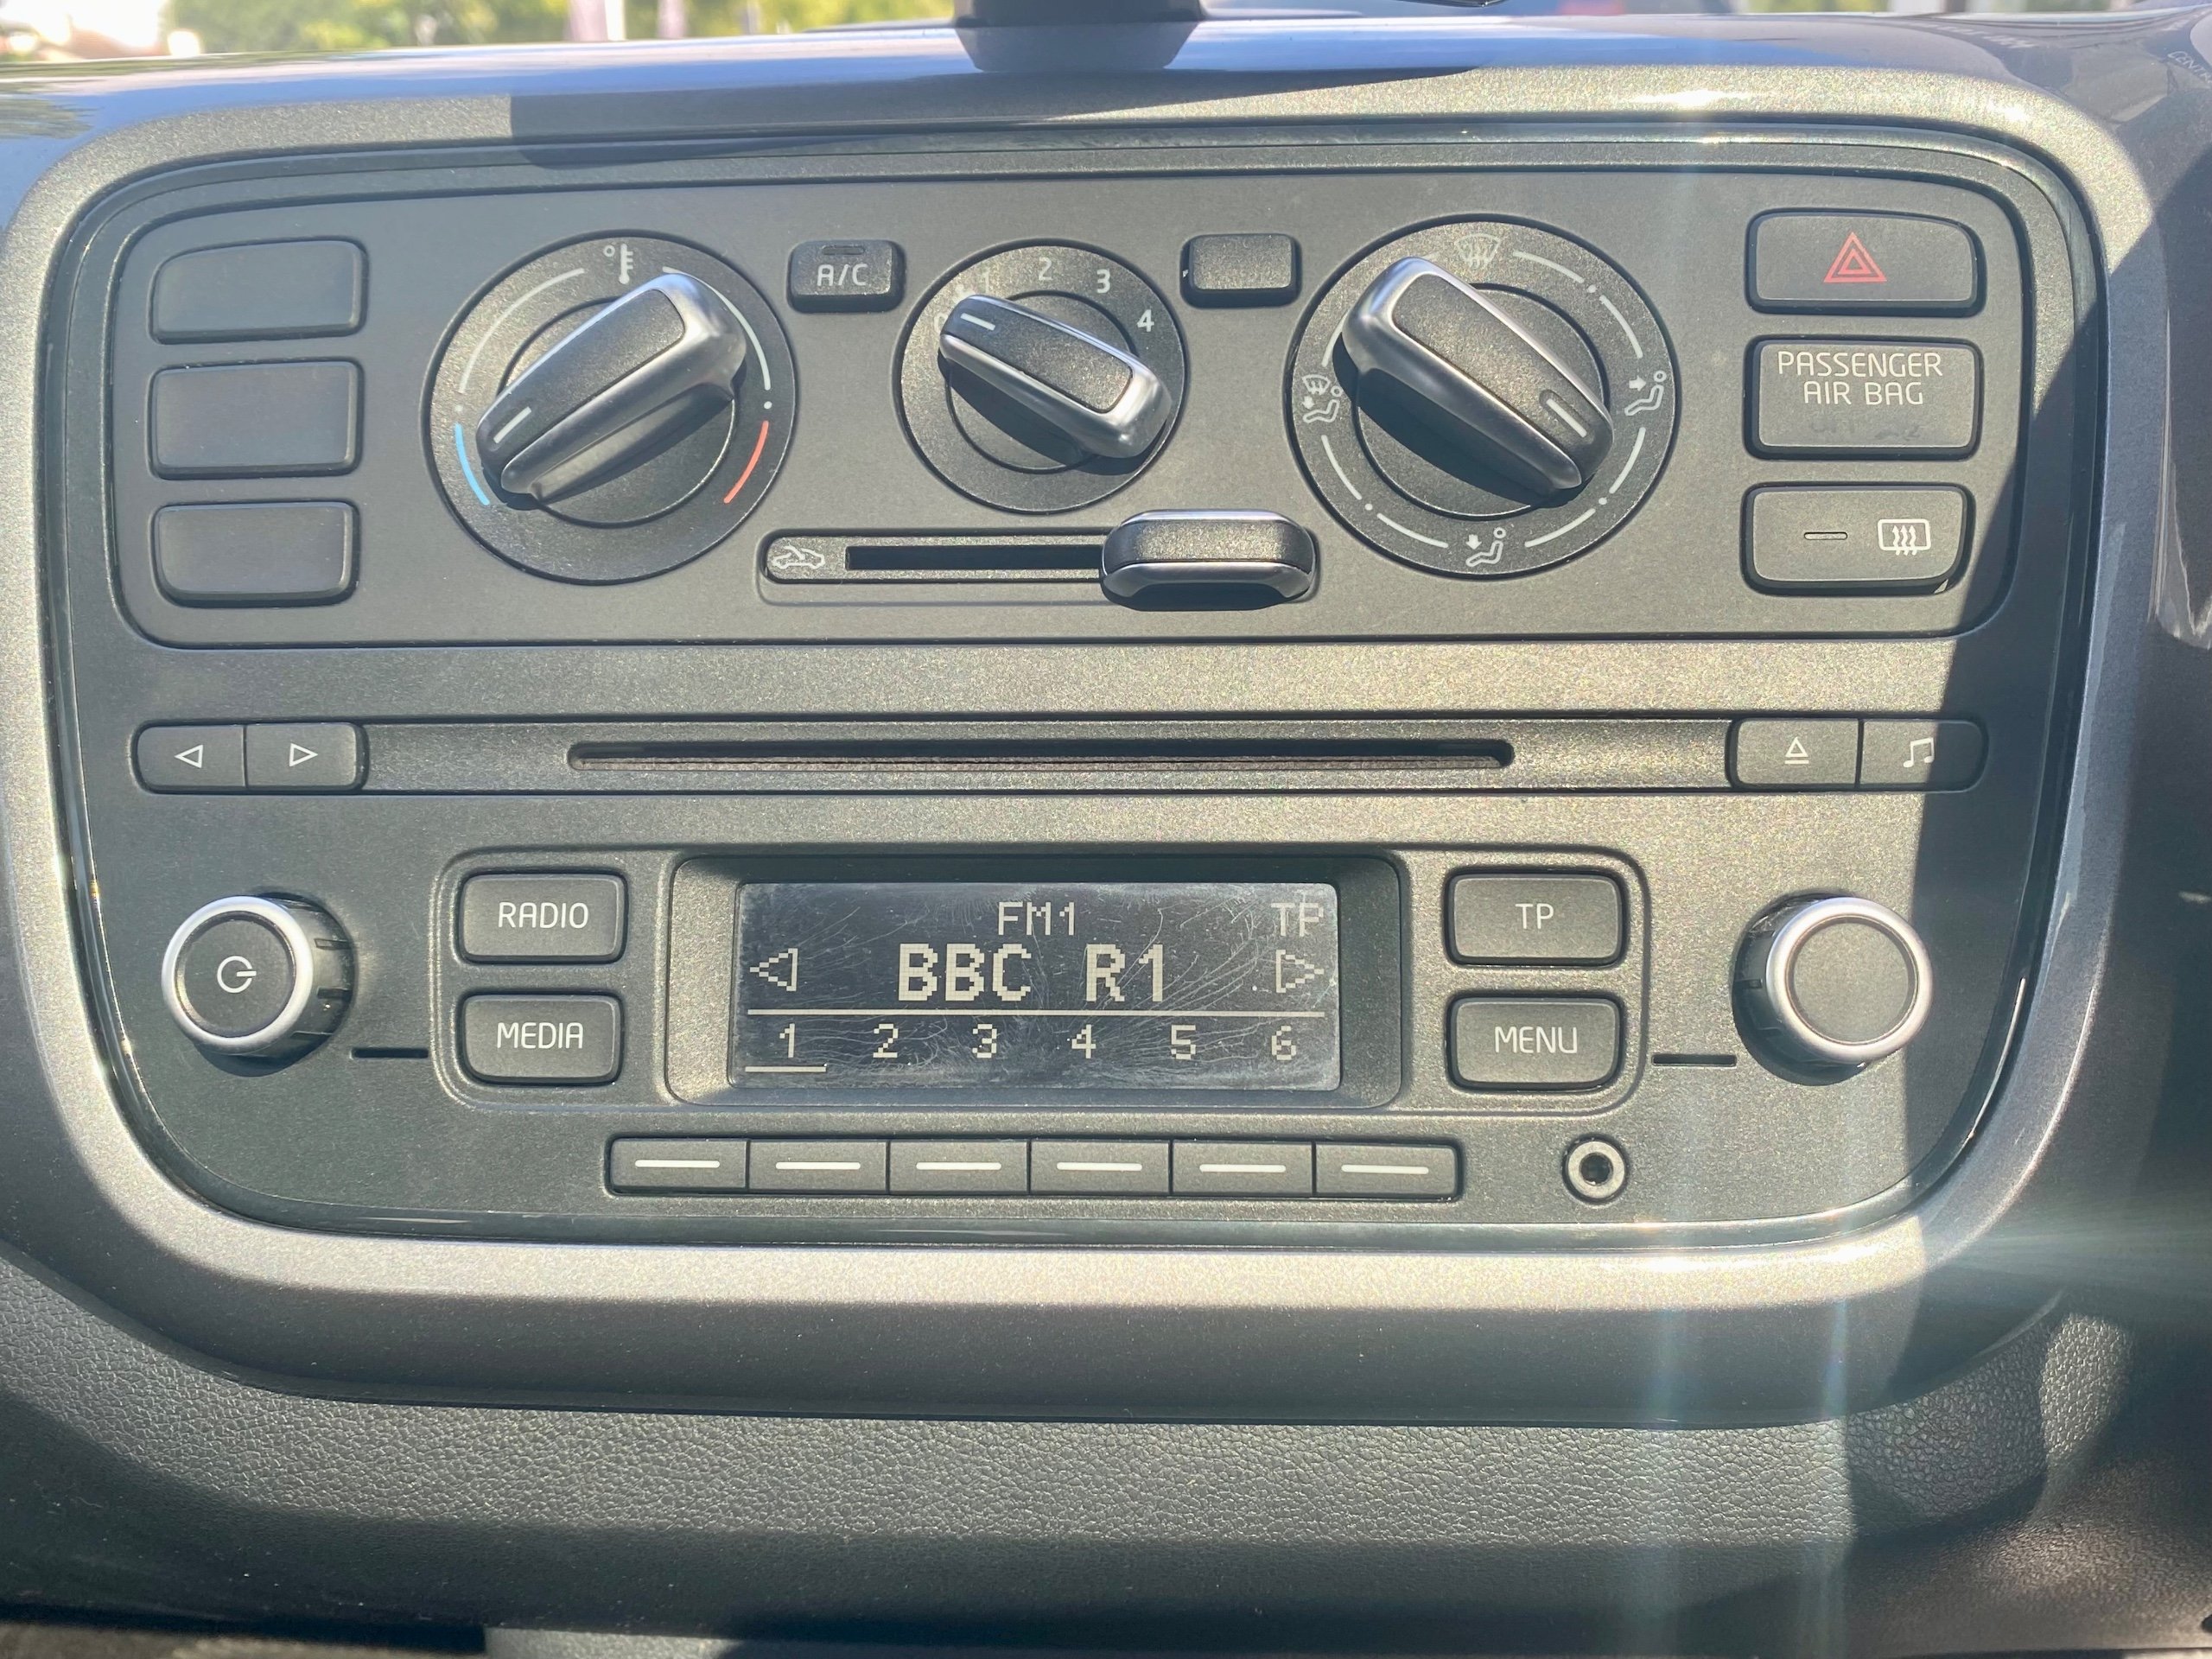 A/C
1 2 3 4
PASSENGER
AIR BAG
RADIO
MEDIA
FM1 TP
BBC R1
1 2 3 4 5 6
TP
MENU